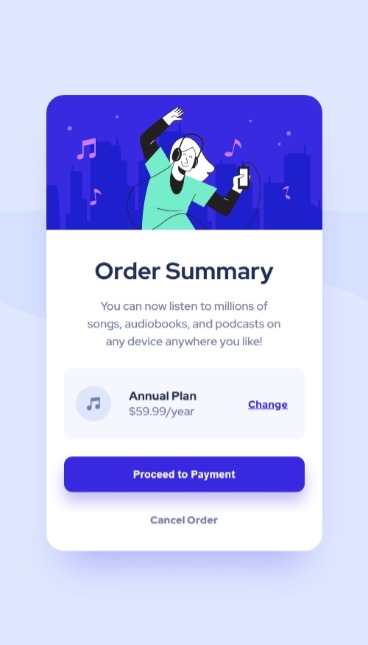 Order Summary
You can now listen to millions of
songs, audiobooks, and podcasts on
any device anywhere you like!
Annual Plan
$59.99/year
Change
Proceed to Payment
Cancel Order